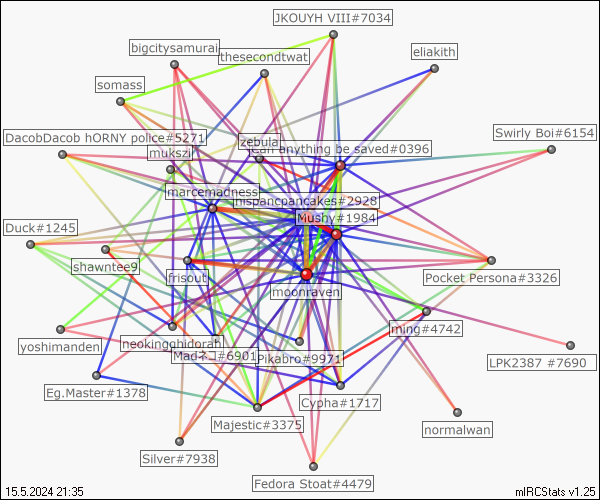 JKOUYH VIII#7034
bigcitysamurai
thesecondtwat
eliakith
somass
DacobDacob hORNY police#5271
zebula
can anything be saved#0396
Swirly Boi#6154
mukszi
marcemadness
hispancpancakes#2928
Mushy#1984
Duck#1245
shawntee9
frisout
moonraven
Pocket Persona#3326
ming#4742
yoshimanden
neokingghidorah
Madネコ#6901
Pikabro#9971
LPK2387 #7690
Eg.Master#1378
Cypha#1717
Majestic#3375
normalwan
Silver#7938
Fedora Stoat#4479
15.5.2024 21:35
mIRCStats v1.25